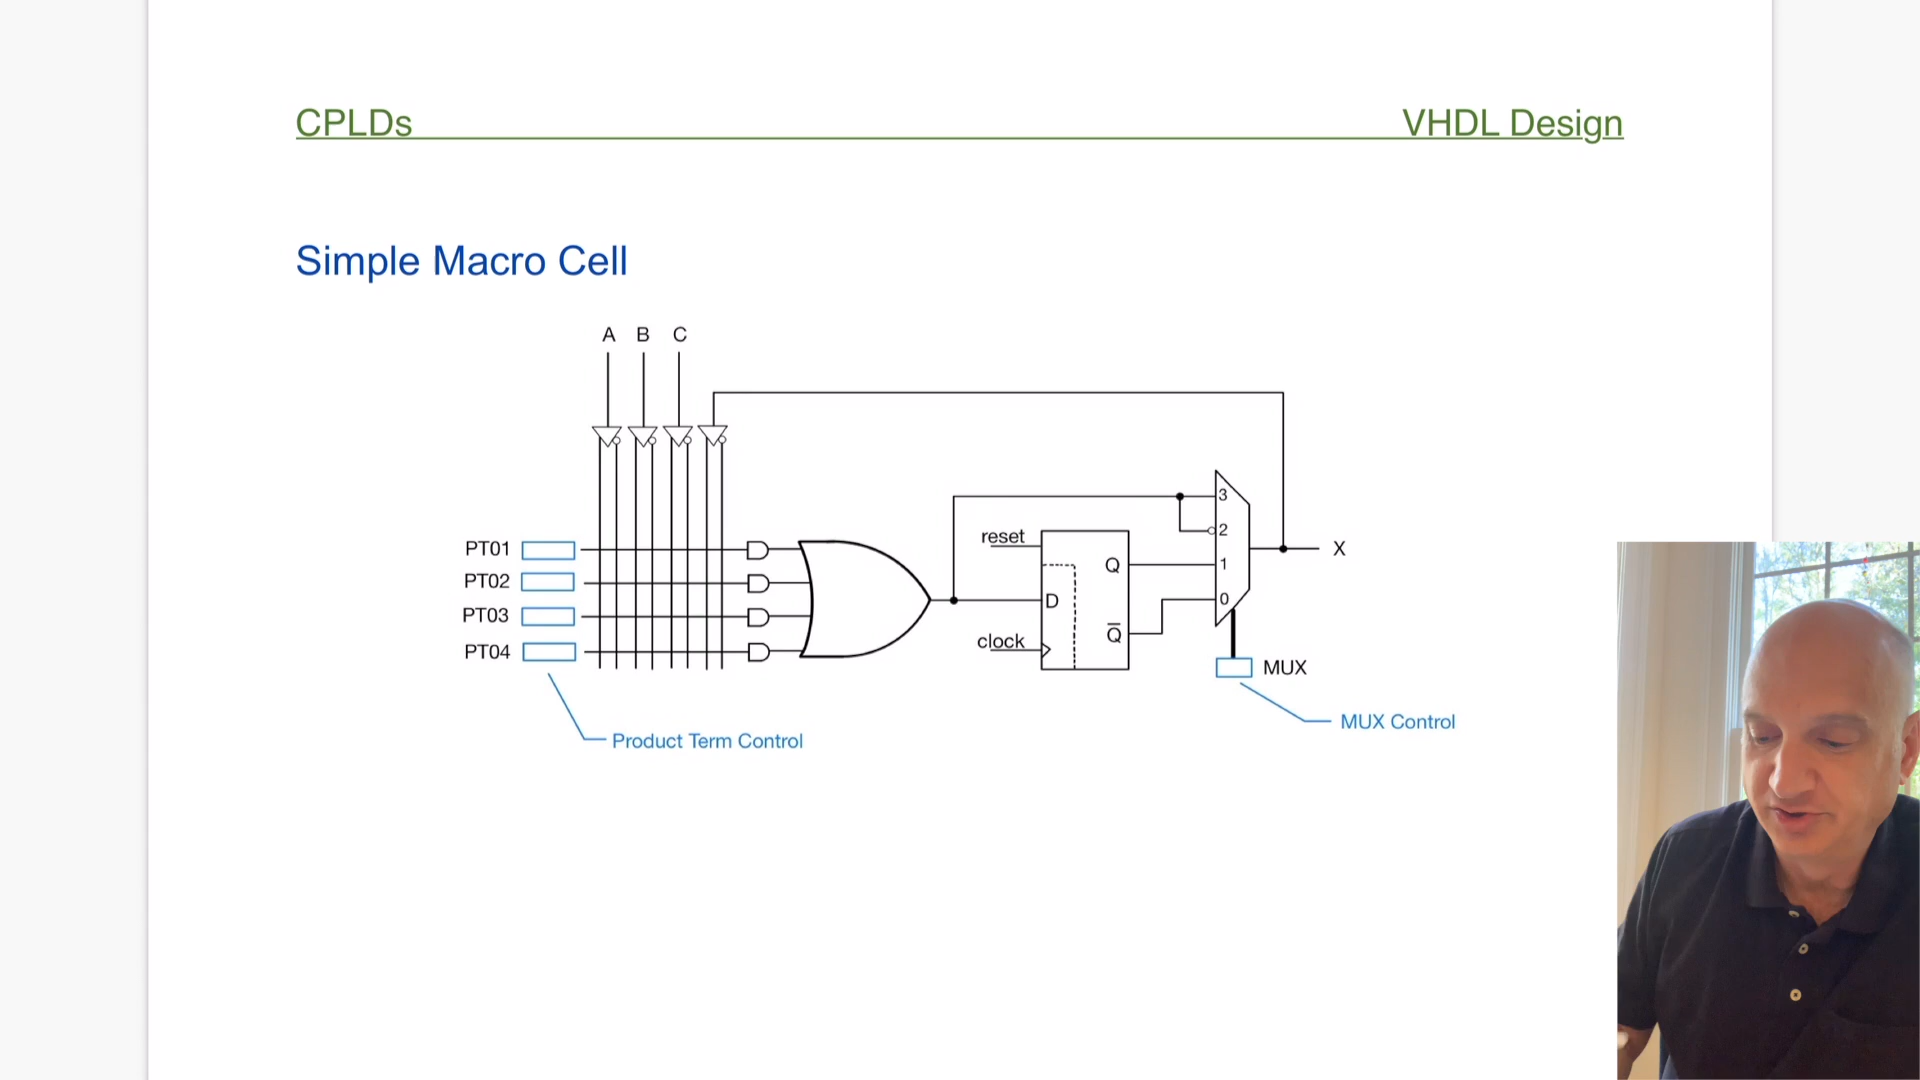 CPLDs VHDL Design
Simple Macro Cell
A B C
3
reset
2
PT01
Q
1
X
PT02
D
0
PT03
clock
Q̅
PT04
MUX
MUX Control
Product Term Control